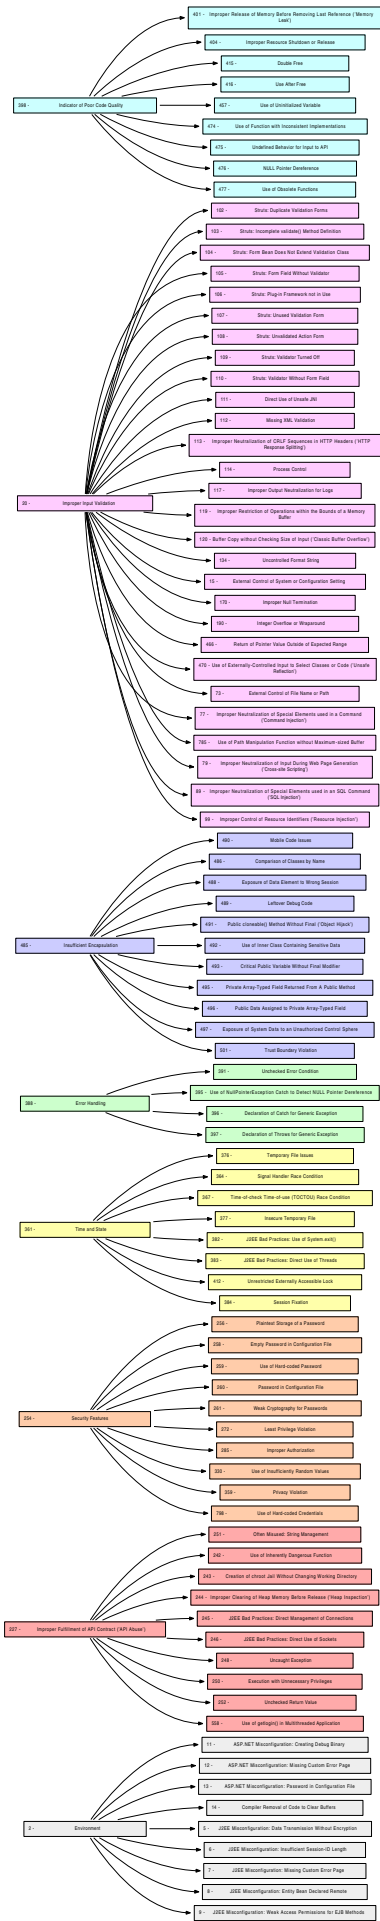 401 - Improper Release of Memory Before Removing Last Reference ('Memory
Leak')
404 - Improper Resource Shutdown or Release
415 - Double Free
416 - Use After Free
398 - Indicator of Poor Code Quality
457 - Use of Uninitialized Variable
474 - Use of Function with Inconsistent Implementations
475 - Undefined Behavior for Input to API
476 - NULL Pointer Dereference
477 - Use of Obsolete Functions
102 - Struts: Duplicate Validation Forms
103 - Struts: Incomplete validate() Method Definition
104 - Struts: Form Bean Does Not Extend Validation Class
105 - Struts: Form Field Without Validator
106 - Struts: Plug-in Framework not in Use
107 - Struts: Unused Validation Form
108 - Struts: Unvalidated Action Form
109 - Struts: Validator Turned Off
110 - Struts: Validator Without Form Field
111 - Direct Use of Unsafe JNI
112 - Missing XML Validation
113 - Improper Neutralization of CRLF Sequences in HTTP Headers ('HTTP
Response Splitting')
114 - Process Control
117 - Improper Output Neutralization for Logs
20 - Improper Input Validation
119 - Improper Restriction of Operations within the Bounds of a Memory
Buffer
120 - Buffer Copy without Checking Size of Input ('Classic Buffer Overflow')
134 - Uncontrolled Format String
15 - External Control of System or Configuration Setting
170 - Improper Null Termination
190 - Integer Overflow or Wraparound
466 - Return of Pointer Value Outside of Expected Range
470 - Use of Externally-Controlled Input to Select Classes or Code ('Unsafe
Reflection')
73 - External Control of File Name or Path
77 - Improper Neutralization of Special Elements used in a Command
('Command Injection')
785 - Use of Path Manipulation Function without Maximum-sized Buffer
79 - Improper Neutralization of Input During Web Page Generation
('Cross-site Scripting')
89 - Improper Neutralization of Special Elements used in an SQL Command
('SQL Injection')
99 - Improper Control of Resource Identifiers ('Resource Injection')
490 - Mobile Code Issues
486 - Comparison of Classes by Name
488 - Exposure of Data Element to Wrong Session
489 - Leftover Debug Code
491 - Public cloneable() Method Without Final ('Object Hijack')
485 - Insufficient Encapsulation
492 - Use of Inner Class Containing Sensitive Data
493 - Critical Public Variable Without Final Modifier
495 - Private Array-Typed Field Returned From A Public Method
496 - Public Data Assigned to Private Array-Typed Field
497 - Exposure of System Data to an Unauthorized Control Sphere
501 - Trust Boundary Violation
391 - Unchecked Error Condition
395 - Use of NullPointerException Catch to Detect NULL Pointer Dereference
388 - Error Handling
396 - Declaration of Catch for Generic Exception
397 - Declaration of Throws for Generic Exception
376 - Temporary File Issues
364 - Signal Handler Race Condition
367 - Time-of-check Time-of-use (TOCTOU) Race Condition
377 - Insecure Temporary File
361 - Time and State
382 - J2EE Bad Practices: Use of System.exit()
383 - J2EE Bad Practices: Direct Use of Threads
412 - Unrestricted Externally Accessible Lock
384 - Session Fixation
256 - Plaintext Storage of a Password
258 - Empty Password in Configuration File
259 - Use of Hard-coded Password
260 - Password in Configuration File
261 - Weak Cryptography for Passwords
254 - Security Features
272 - Least Privilege Violation
285 - Improper Authorization
330 - Use of Insufficiently Random Values
359 - Privacy Violation
798 - Use of Hard-coded Credentials
251 - Often Misused: String Management
242 - Use of Inherently Dangerous Function
243 - Creation of chroot Jail Without Changing Working Directory
244 - Improper Clearing of Heap Memory Before Release ('Heap Inspection')
245 - J2EE Bad Practices: Direct Management of Connections
227 - Improper Fulfillment of API Contract ('API Abuse')
246 - J2EE Bad Practices: Direct Use of Sockets
248 - Uncaught Exception
250 - Execution with Unnecessary Privileges
252 - Unchecked Return Value
558 - Use of getlogin() in Multithreaded Application
11 - ASP.NET Misconfiguration: Creating Debug Binary
12 - ASP.NET Misconfiguration: Missing Custom Error Page
13 - ASP.NET Misconfiguration: Password in Configuration File
14 - Compiler Removal of Code to Clear Buffers
2 - Environment
5 - J2EE Misconfiguration: Data Transmission Without Encryption
6 - J2EE Misconfiguration: Insufficient Session-ID Length
7 - J2EE Misconfiguration: Missing Custom Error Page
8 - J2EE Misconfiguration: Entity Bean Declared Remote
9 - J2EE Misconfiguration: Weak Access Permissions for EJB Methods